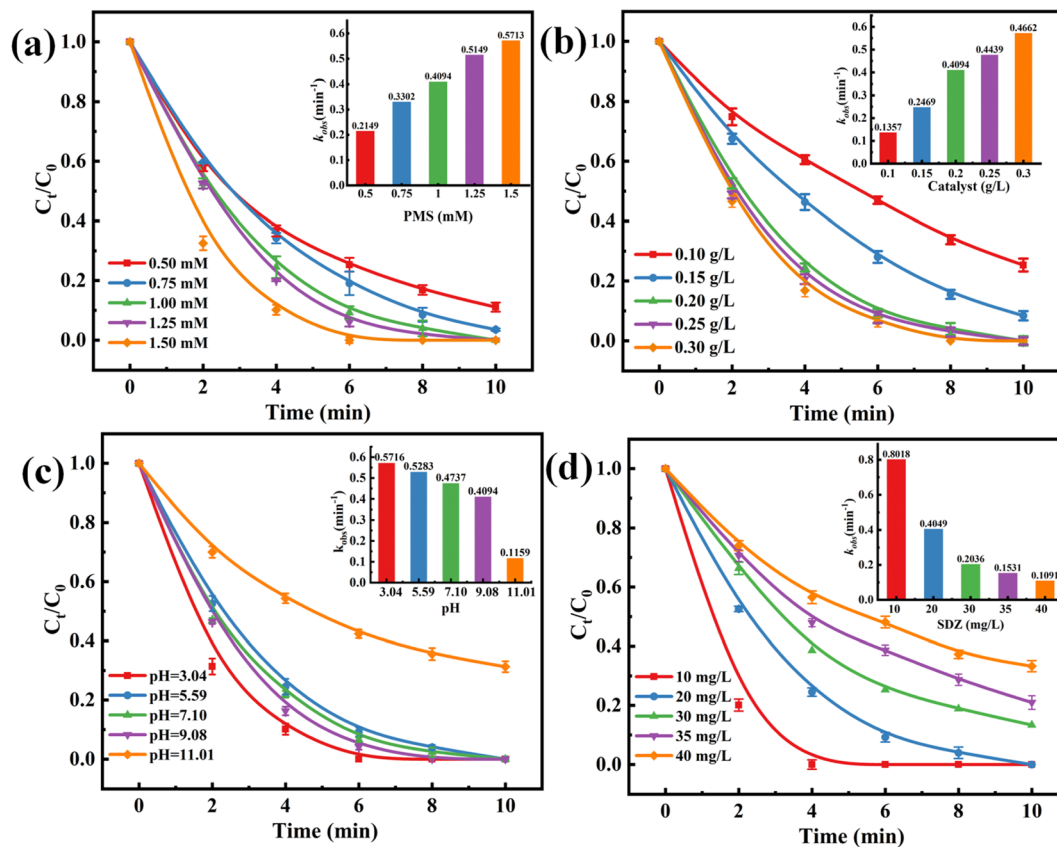 (a)
C_t/C_0
1.0
0.8
0.6
0.4
0.2
0.0
0 2 4 6 8 10
Time (min)
0.50 mM
0.75 mM
1.00 mM
1.25 mM
1.50 mM
k_obs(min⁻¹)
0.6
0.5
0.4
0.3
0.2
0.1
0.0
0.2149 0.3302 0.4094 0.5149 0.5713
0.5 0.75 1 1.25 1.5
PMS (mM)
(b)
C_t/C_0
1.0
0.8
0.6
0.4
0.2
0.0
0 2 4 6 8 10
Time (min)
0.10 g/L
0.15 g/L
0.20 g/L
0.25 g/L
0.30 g/L
k_obs(min⁻¹)
0.6
0.5
0.4
0.3
0.2
0.1
0.0
0.1357 0.2469 0.4094 0.4439 0.4662
0.1 0.15 0.2 0.25 0.3
Catalyst (g/L)
(c)
C_t/C_0
1.0
0.8
0.6
0.4
0.2
0.0
0 2 4 6 8 10
Time (min)
pH=3.04
pH=5.59
pH=7.10
pH=9.08
pH=11.01
k_obs(min⁻¹)
0.6
0.5
0.4
0.3
0.2
0.1
0.0
0.5716 0.5283 0.4737 0.4094 0.1159
3.04 5.59 7.10 9.08 11.01
pH
(d)
C_t/C_0
1.0
0.8
0.6
0.4
0.2
0.0
0 2 4 6 8 10
Time (min)
10 mg/L
20 mg/L
30 mg/L
35 mg/L
40 mg/L
k_obs(min⁻¹)
0.8
0.6
0.4
0.2
0.0
0.8018 0.4049 0.2036 0.1531 0.1091
10 20 30 35 40
SDZ (mg/L)